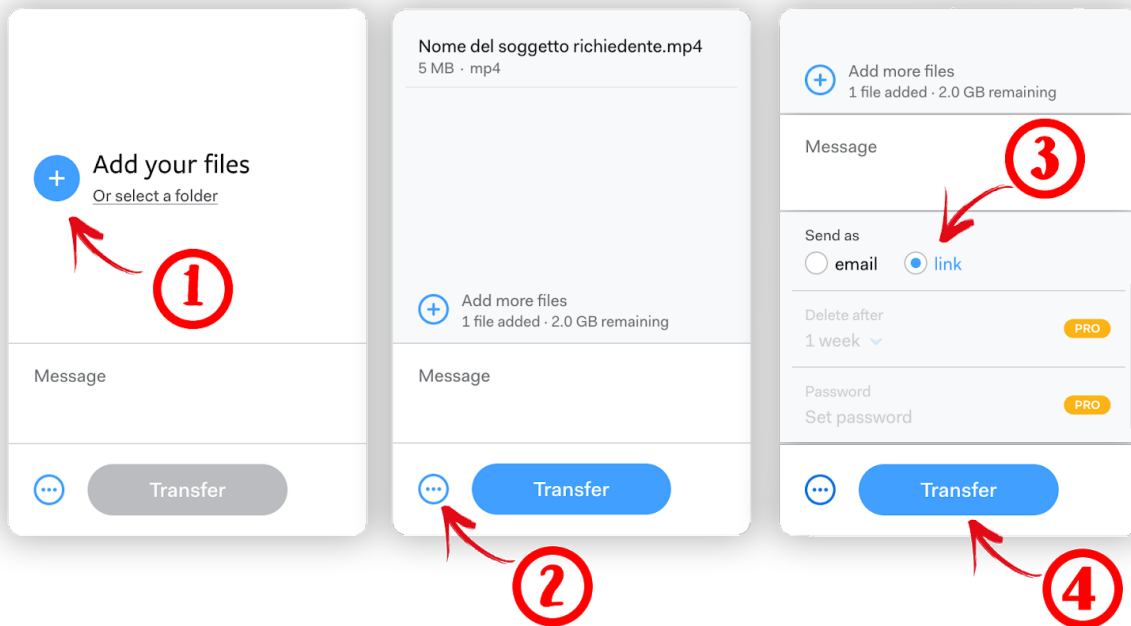 Add your files
Or select a folder
1
Message
Transfer
Nome del soggetto richiedente.mp4
5 MB · mp4
Add more files
1 file added · 2.0 GB remaining
Message
Transfer
2
Add more files
1 file added · 2.0 GB remaining
Message
3
Send as
email link
Delete after
1 week
PRO
Password
Set password
PRO
Transfer
4